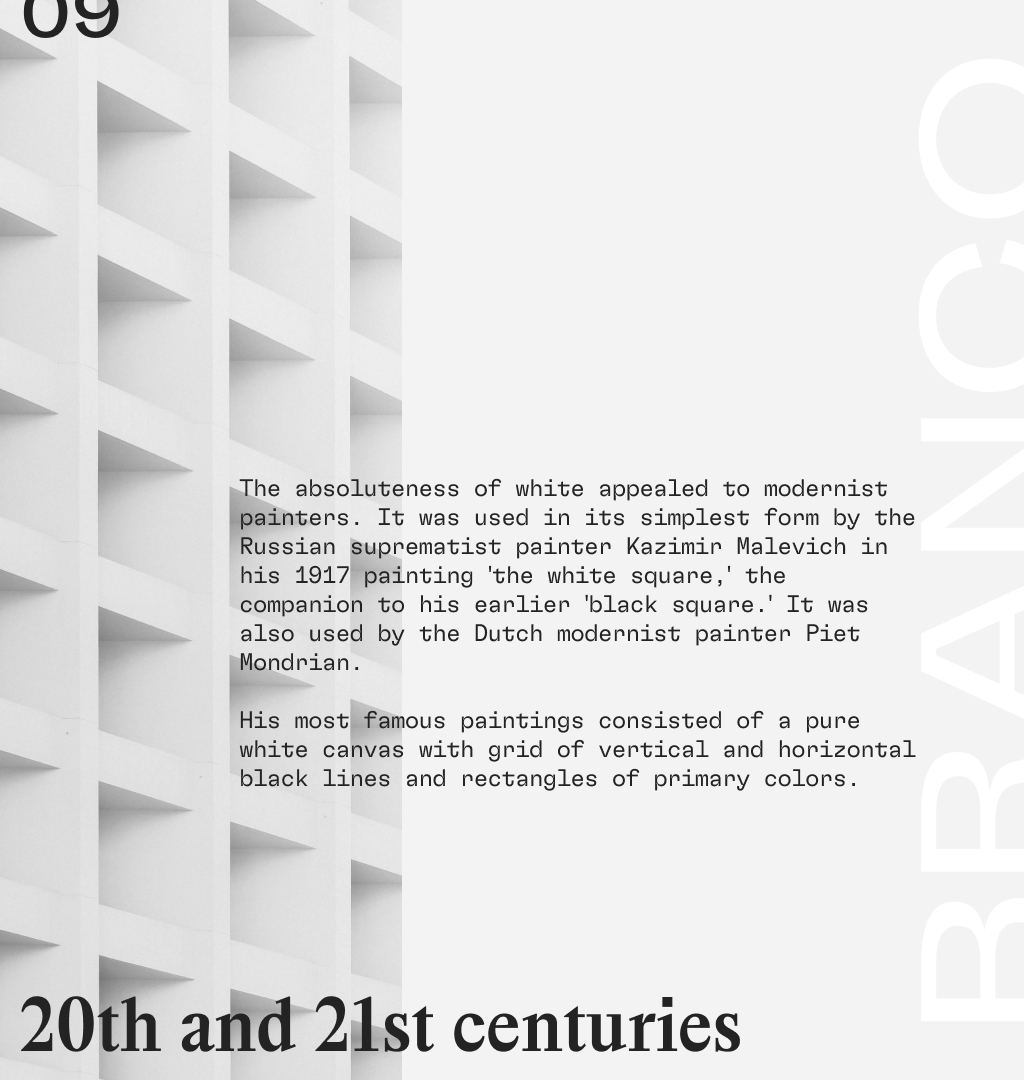 09
BRANCO
The absoluteness of white appealed to modernist
painters. It was used in its simplest form by the
Russian suprematist painter Kazimir Malevich in
his 1917 painting 'the white square,' the
companion to his earlier 'black square.' It was
also used by the Dutch modernist painter Piet
Mondrian.
His most famous paintings consisted of a pure
white canvas with grid of vertical and horizontal
black lines and rectangles of primary colors.
20th and 21st centuries